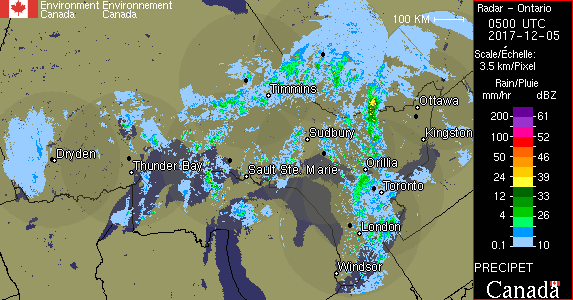 Environment Environnement
Canada Canada
100 KM
Radar - Ontario
0500 UTC
2017-12-05
Scale/Échelle:
3.5 km/Pixel
Rain/Pluie
mm/hr dBZ
200 61
100 52
50 46
24 39
12 33
4 26
0.1 10
Timmins
Ottawa
Sudbury
Kingston
Dryden
Thunder Bay
Sault Ste. Marie
Orillia
Toronto
London
Windsor
PRECIPET
Canada